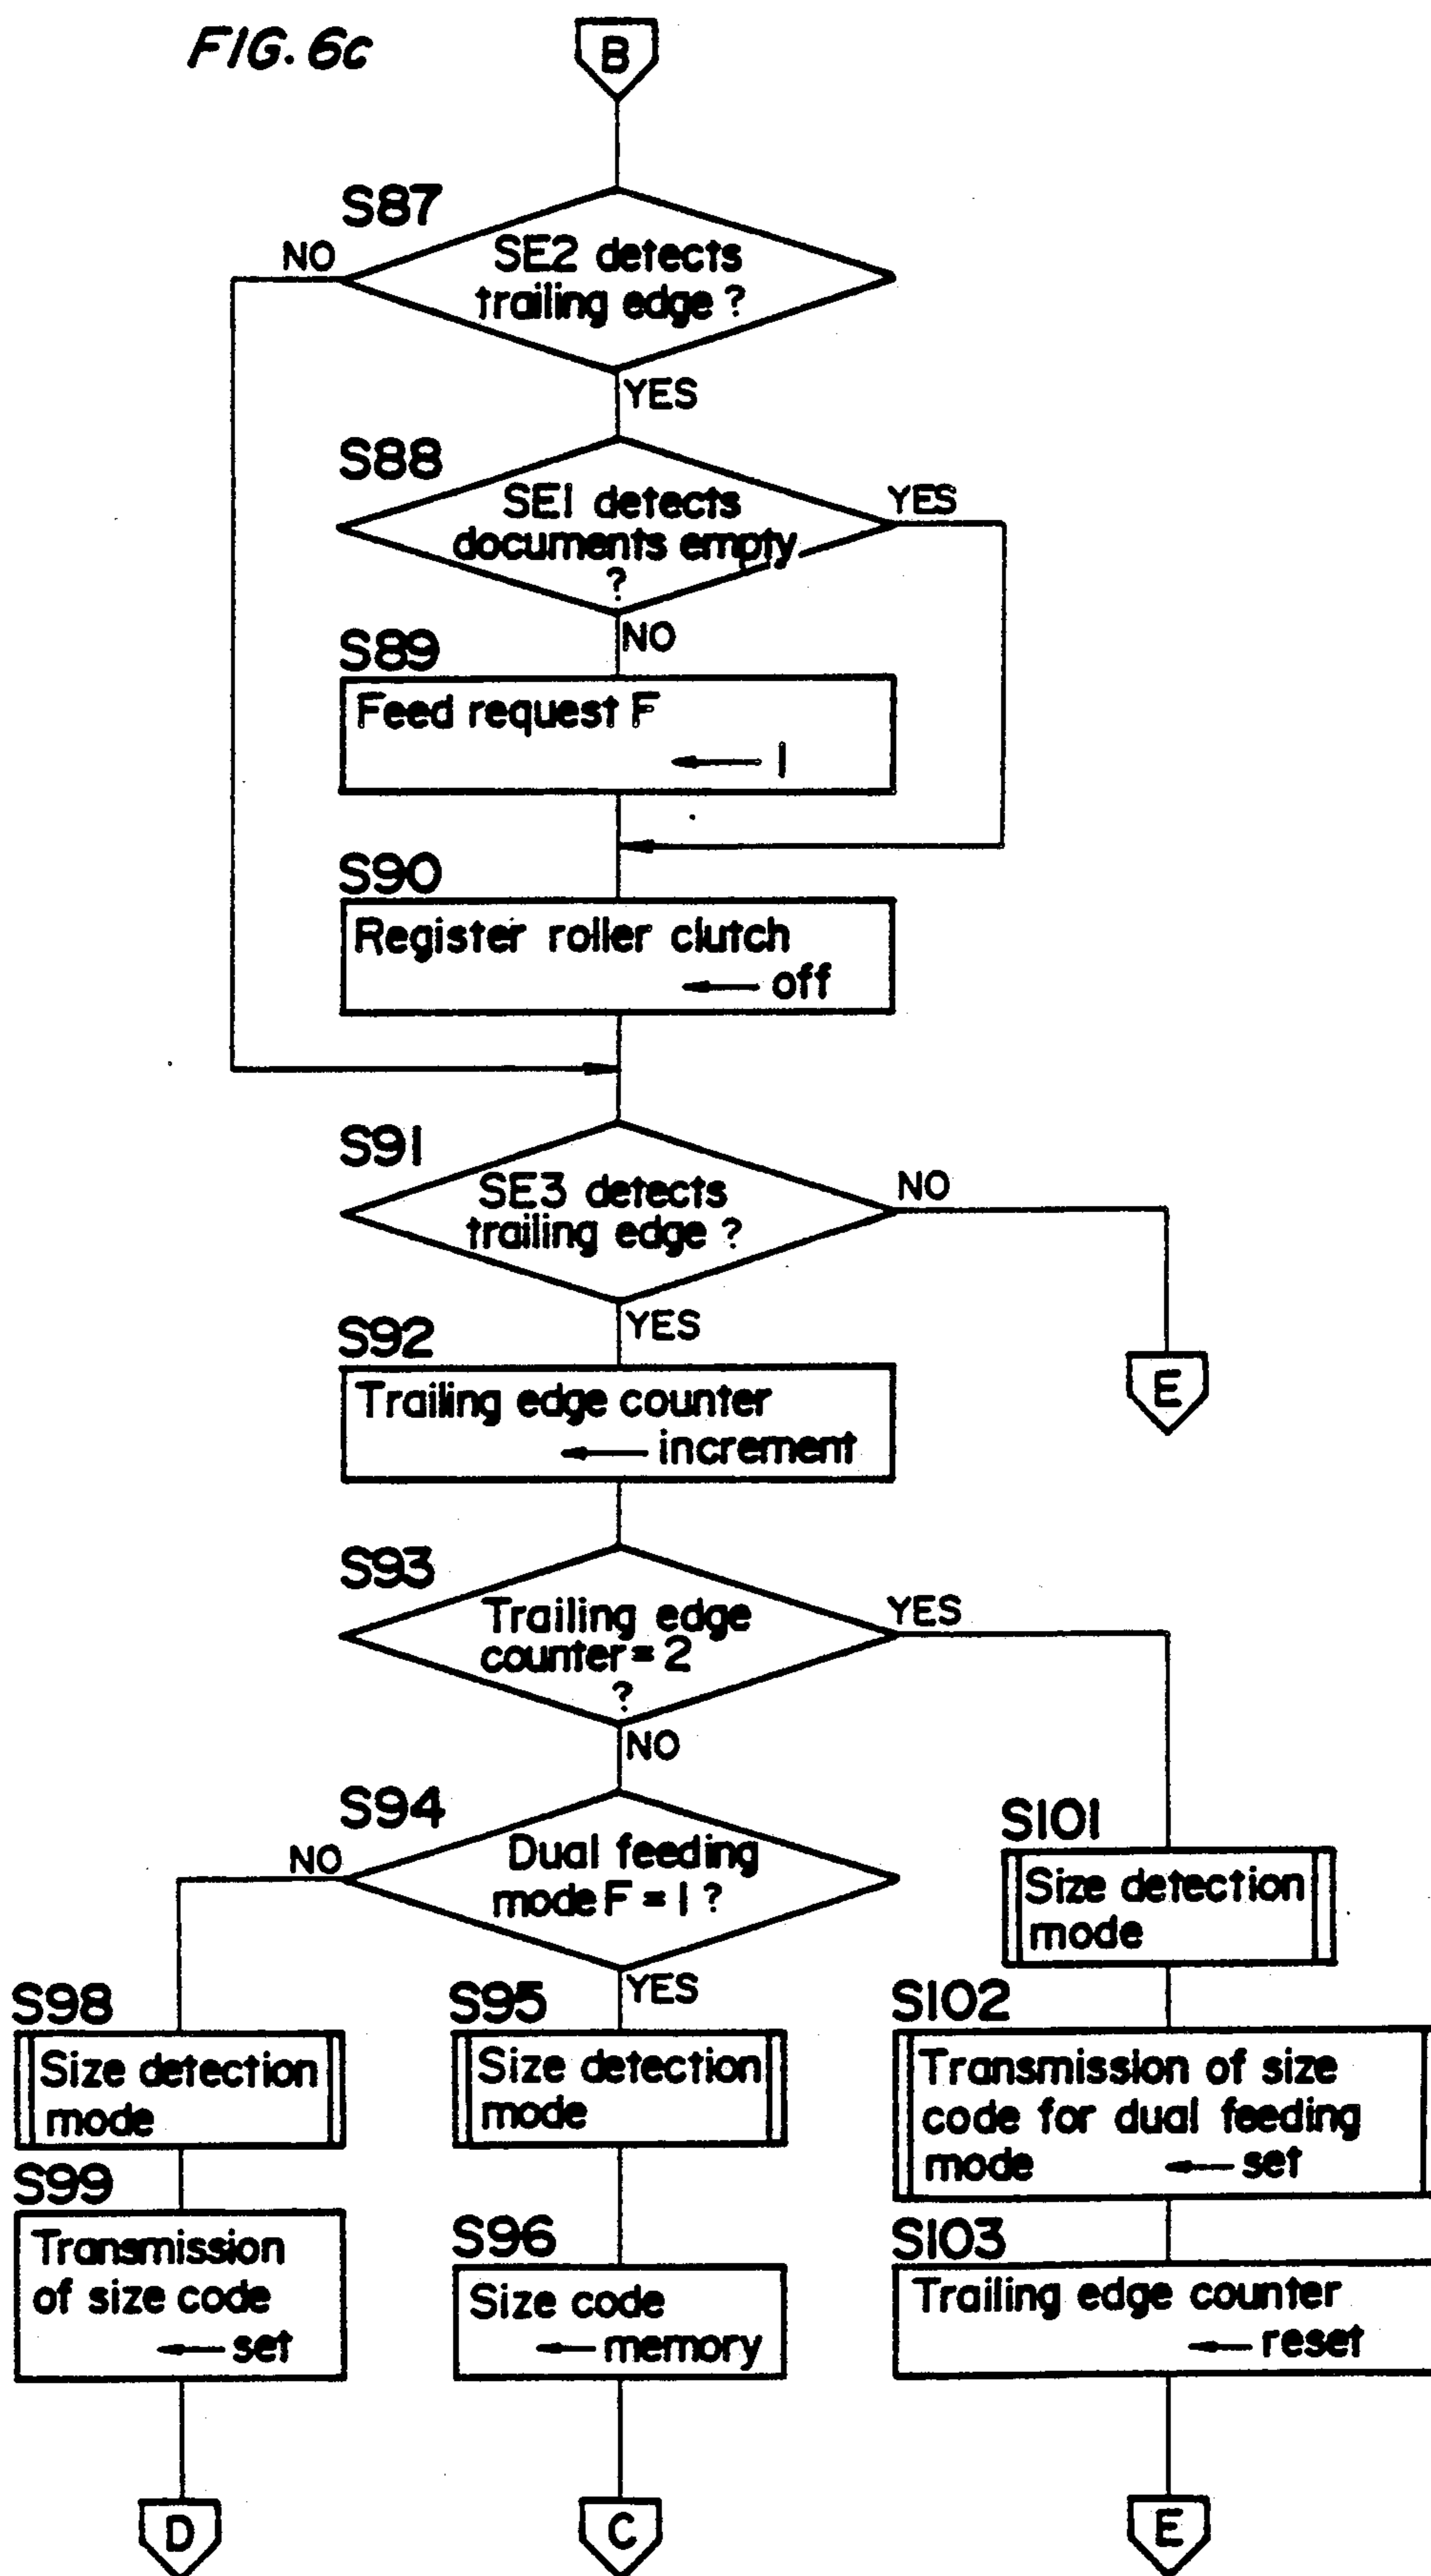 FIG. 6c
B
S87
NO
SE2 detects
trailing edge ?
YES
S88
SE1 detects
documents empty
?
YES
NO
S89
Feed request F
← 1
S90
Register roller clutch
← off
S91
SE3 detects
trailing edge ?
NO
YES
E
S92
Trailing edge counter
← increment
S93
Trailing edge
counter = 2
?
YES
NO
S94
Dual feeding
mode F = 1 ?
NO
YES
S101
Size detection
mode
S98
Size detection
mode
S95
Size detection
mode
S102
Transmission of size
code for dual feeding
mode ← set
S99
Transmission
of size code
← set
S96
Size code
← memory
S103
Trailing edge counter
← reset
D
C
E